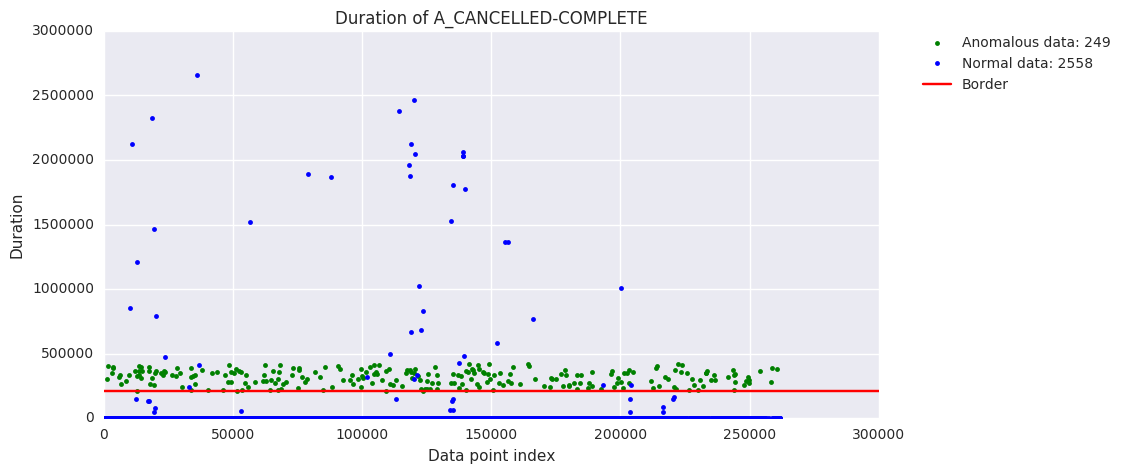 Duration of A_CANCELLED-COMPLETE
3000000
2500000
2000000
1500000
1000000
500000
0
Duration
0 50000 100000 150000 200000 250000 300000
Data point index
Anomalous data: 249
Normal data: 2558
Border